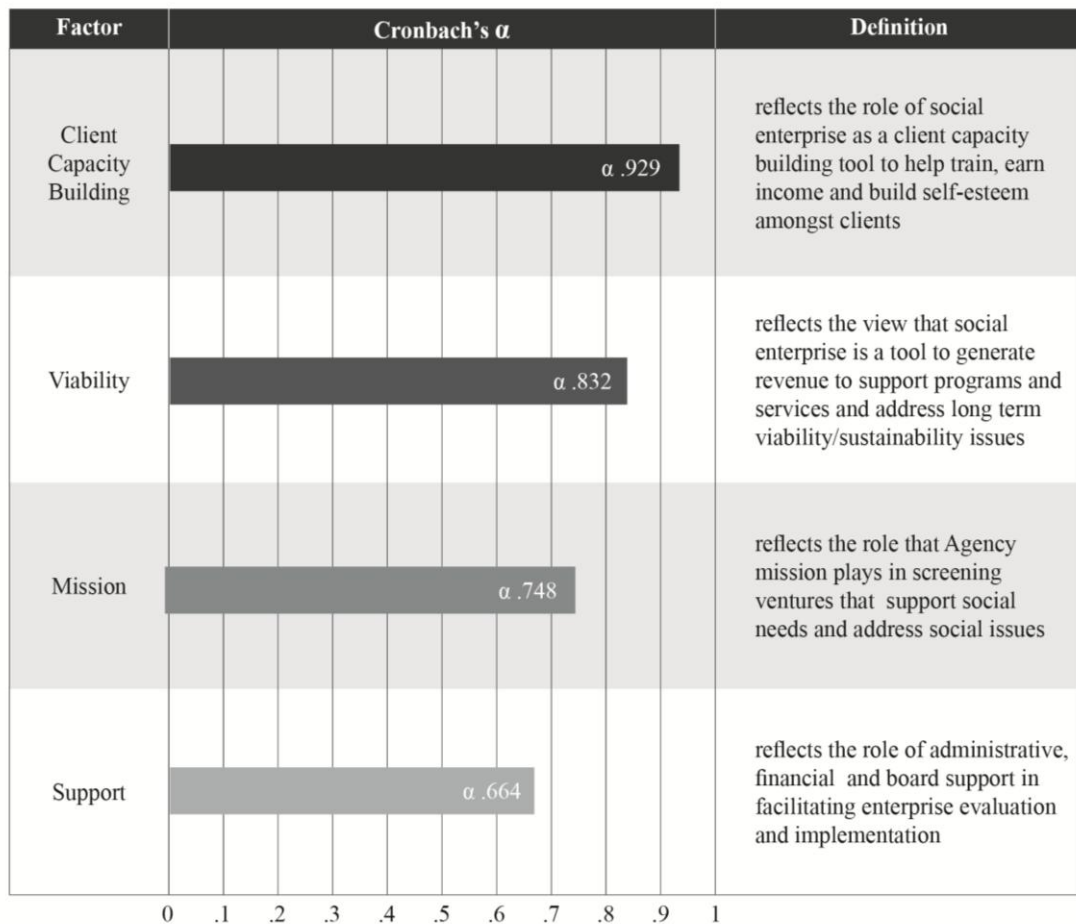 Factor
Cronbach's α
Definition
Client
Capacity
Building
α .929
reflects the role of social
enterprise as a client capacity
building tool to help train, earn
income and build self-esteem
amongst clients
Viability
α .832
reflects the view that social
enterprise is a tool to generate
revenue to support programs and
services and address long term
viability/sustainability issues
Mission
α .748
reflects the role that Agency
mission plays in screening
ventures that support social
needs and address social issues
Support
α .664
reflects the role of administrative,
financial and board support in
facilitating enterprise evaluation
and implementation
0 .1 .2 .3 .4 .5 .6 .7 .8 .9 1